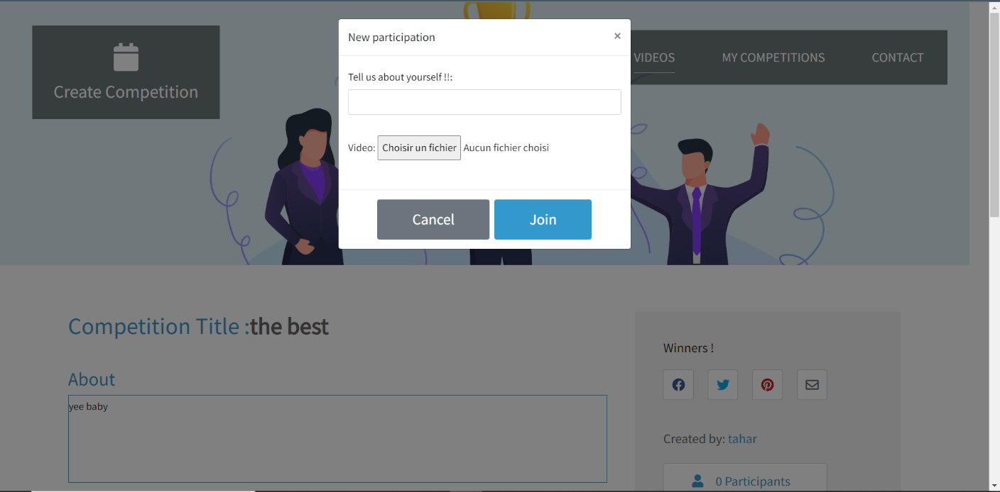 Create Competition
VIDEOS MY COMPETITIONS CONTACT
New participation ×
Tell us about yourself !!:
Video: Choisir un fichier Aucun fichier choisi
Cancel Join
Competition Title :the best
About
yee baby
Winners !
Created by: tahar
0 Participants